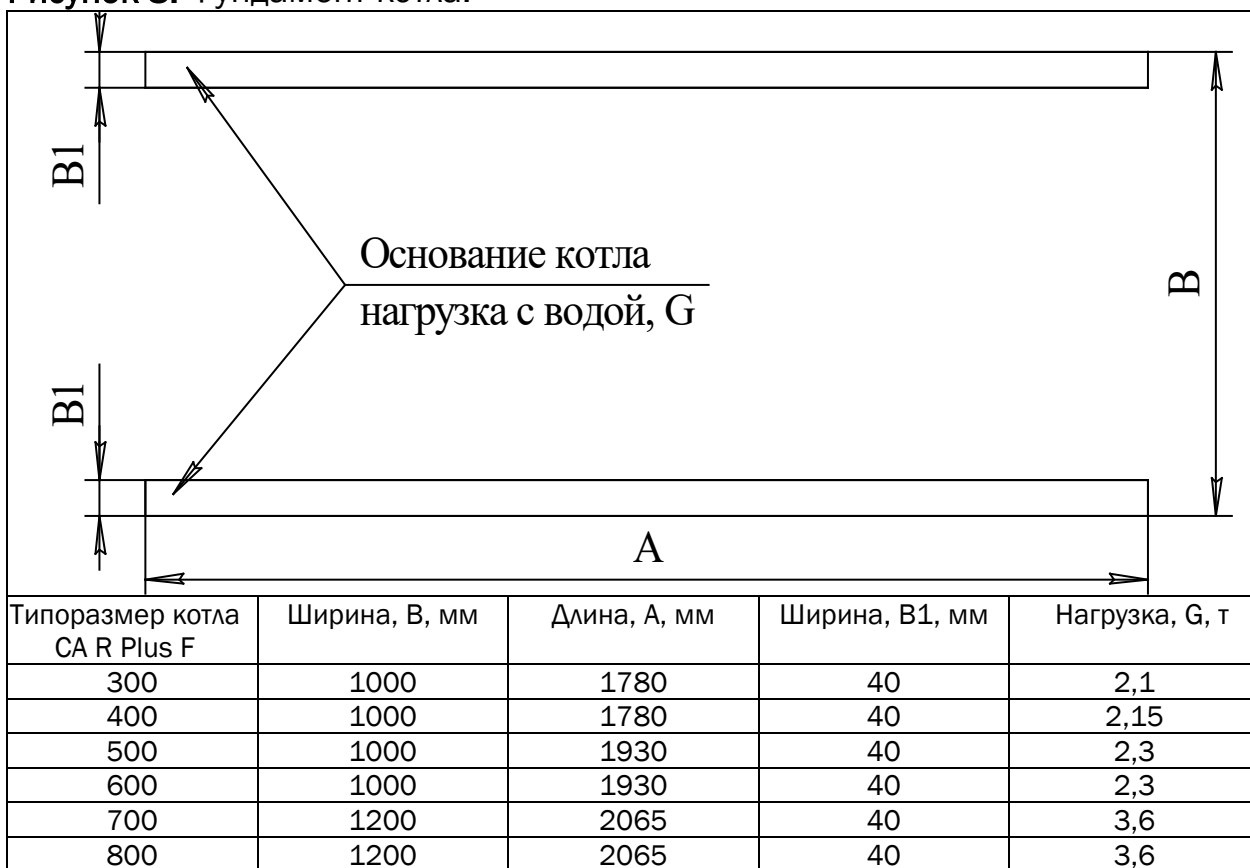 Фундамент котла.
B1
B
Основание котла
нагрузка с водой, G
B1
A
Типоразмер котла CA R Plus F | Ширина, B, мм | Длина, A, мм | Ширина, B1, мм | Нагрузка, G, т
300 | 1000 | 1780 | 40 | 2,1
400 | 1000 | 1780 | 40 | 2,15
500 | 1000 | 1930 | 40 | 2,3
600 | 1000 | 1930 | 40 | 2,3
700 | 1200 | 2065 | 40 | 3,6
800 | 1200 | 2065 | 40 | 3,6